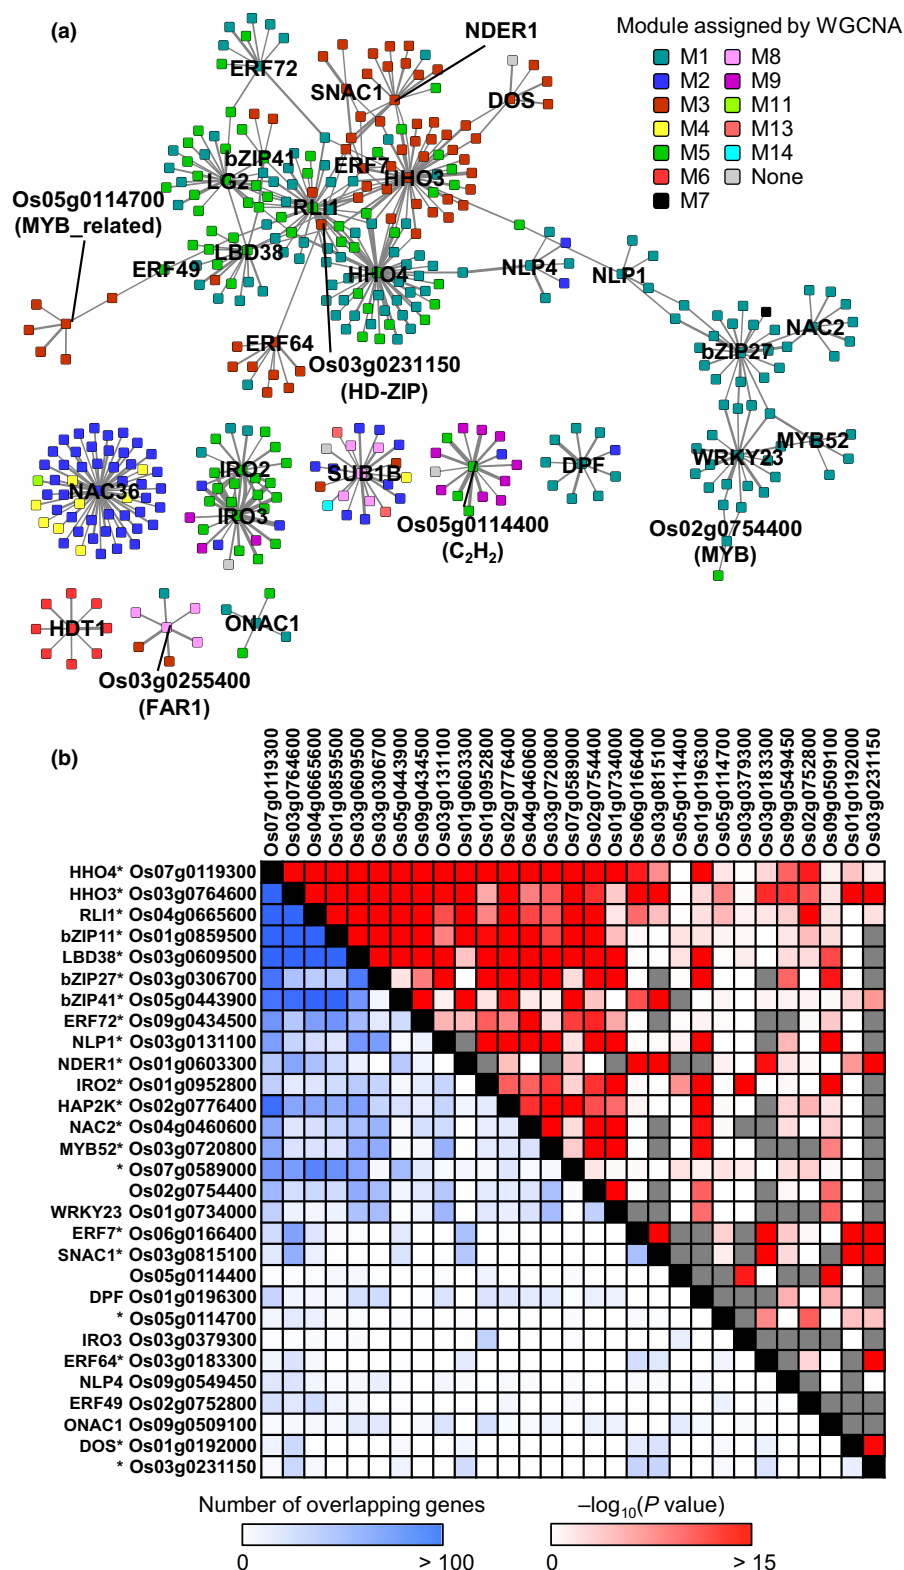 (a)
NDER1
Module assigned by WGCNA
M1
M8
M2
M9
M3
M11
M4
M13
M5
M14
M6
None
M7
ERF72
SNAC1
DOS
bZIP41
ERF7
LG2
HHO3
RLI1
Os05g0114700
(MYB_related)
LBD38
ERF49
HHO4
NLP4
NLP1
ERF64
Os03g0231150
(HD-ZIP)
NAC2
bZIP27
MYB52
WRKY23
NAC36
IRO2
IRO3
SUB1B
DPF
Os05g0114400
(C₂H₂)
Os02g0754400
(MYB)
HDT1
ONAC1
Os03g0255400
(FAR1)
(b)
Os07g0119300
Os03g0764600
Os04g0665600
Os01g0859500
Os03g0609500
Os03g0306700
Os05g0443900
Os09g0434500
Os03g0131100
Os01g0603300
Os01g0952800
Os02g0776400
Os04g0460600
Os03g0720800
Os07g0589000
Os02g0754400
Os01g0734000
Os06g0166400
Os03g0815100
Os05g0114400
Os01g0196300
Os05g0114700
Os03g0379300
Os03g0183300
Os09g0549450
Os02g0752800
Os09g0509100
Os01g0192000
Os03g0231150
HHO4* Os07g0119300
HHO3* Os03g0764600
RLI1* Os04g0665600
bZIP11* Os01g0859500
LBD38* Os03g0609500
bZIP27* Os03g0306700
bZIP41* Os05g0443900
ERF72* Os09g0434500
NLP1* Os03g0131100
NDER1* Os01g0603300
IRO2* Os01g0952800
HAP2K* Os02g0776400
NAC2* Os04g0460600
MYB52* Os03g0720800
* Os07g0589000
Os02g0754400
WRKY23 Os01g0734000
ERF7* Os06g0166400
SNAC1* Os03g0815100
Os05g0114400
DPF Os01g0196300
* Os05g0114700
IRO3 Os03g0379300
ERF64* Os03g0183300
NLP4 Os09g0549450
ERF49 Os02g0752800
ONAC1 Os09g0509100
DOS* Os01g0192000
* Os03g0231150
Number of overlapping genes
0
> 100
–log₁₀(P value)
0
> 15